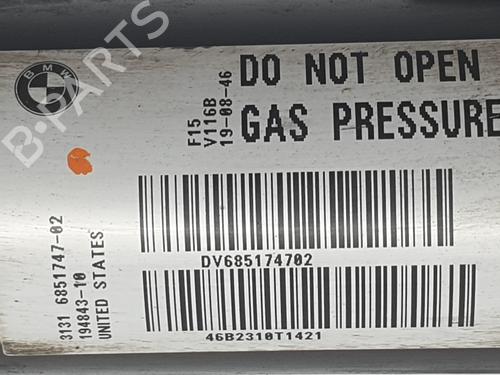 BMW
DO NOT OPEN
GAS PRESSURE
F15
V116B
19-08-46
B-PARTS
DV685174702
46B2310T1421
3131 6851747-02
194843-10
UNITED STATES